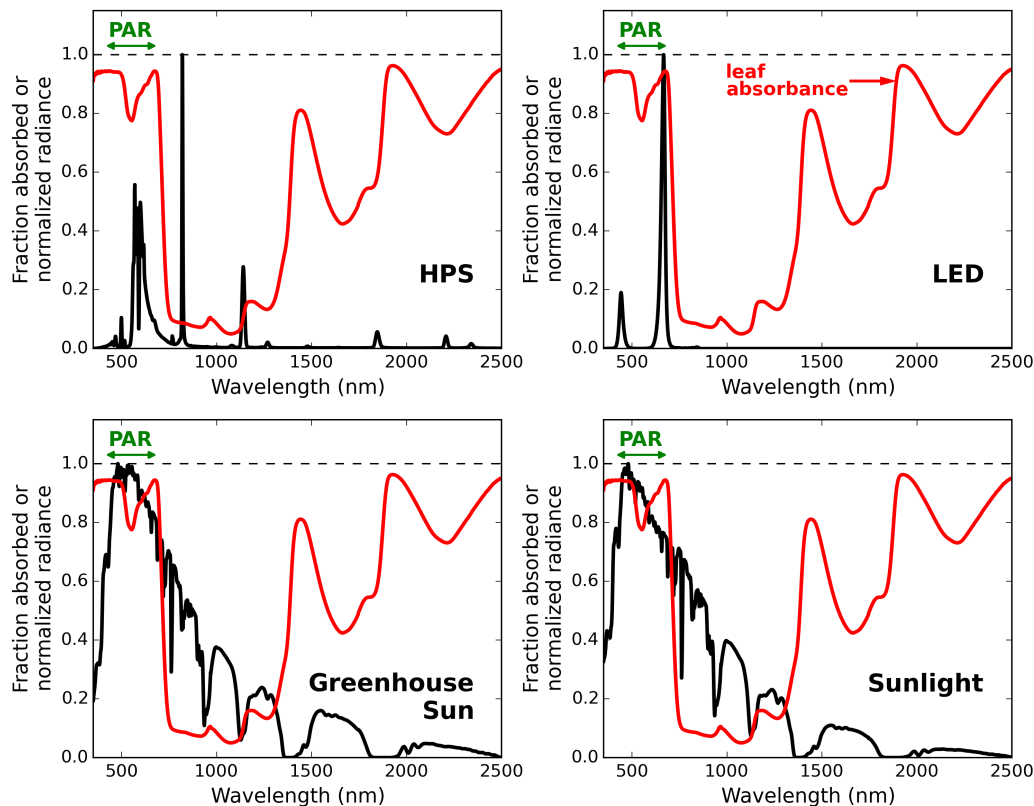 PAR
1.0
0.8
0.6
0.4
0.2
0.0
500 1000 1500 2000 2500
Wavelength (nm)
Fraction absorbed or
normalized radiance
HPS
PAR
1.0
0.8
0.6
0.4
0.2
0.0
500 1000 1500 2000 2500
Wavelength (nm)
Fraction absorbed or
normalized radiance
leaf
absorbance
LED
PAR
1.0
0.8
0.6
0.4
0.2
0.0
500 1000 1500 2000 2500
Wavelength (nm)
Fraction absorbed or
normalized radiance
Greenhouse
Sun
PAR
1.0
0.8
0.6
0.4
0.2
0.0
500 1000 1500 2000 2500
Wavelength (nm)
Fraction absorbed or
normalized radiance
Sunlight